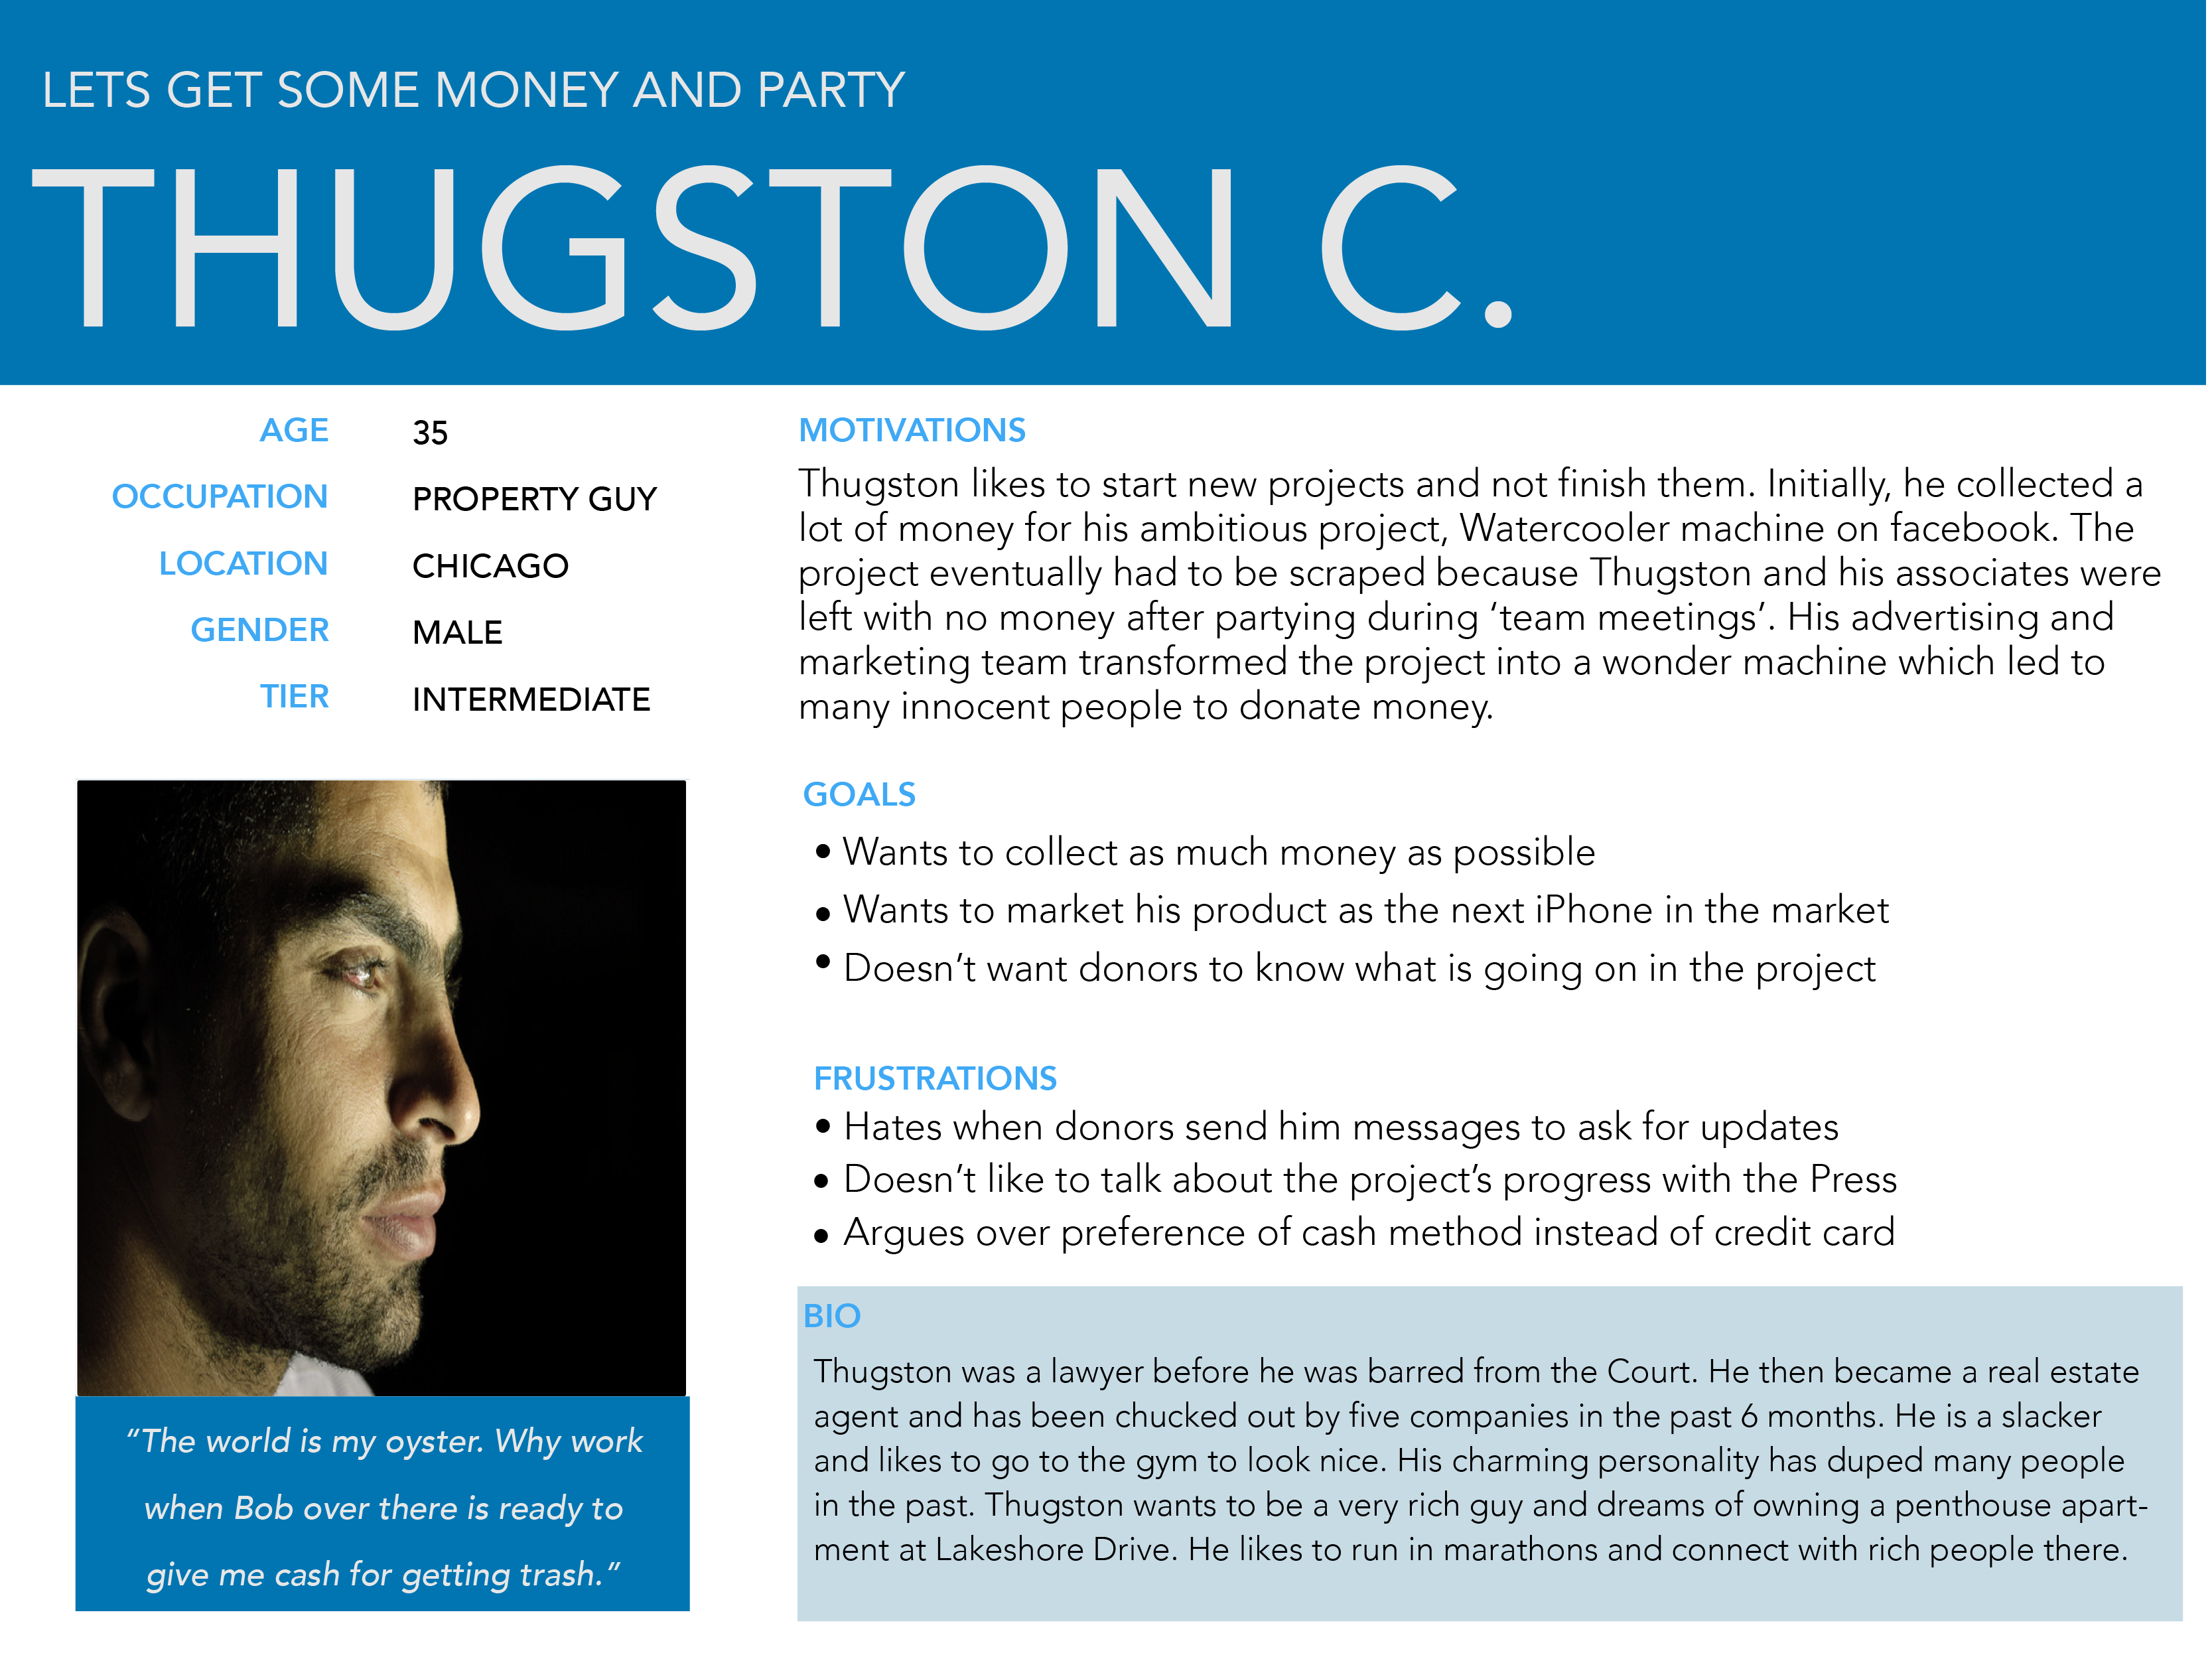 LETS GET SOME MONEY AND PARTY
THUGSTON C.
AGE 35
OCCUPATION PROPERTY GUY
LOCATION CHICAGO
GENDER MALE
TIER INTERMEDIATE
“The world is my oyster. Why work
when Bob over there is ready to
give me cash for getting trash.”
MOTIVATIONS
Thugston likes to start new projects and not finish them. Initially, he collected a
lot of money for his ambitious project, Watercooler machine on facebook. The
project eventually had to be scraped because Thugston and his associates were
left with no money after partying during ‘team meetings’. His advertising and
marketing team transformed the project into a wonder machine which led to
many innocent people to donate money.
GOALS
• Wants to collect as much money as possible
• Wants to market his product as the next iPhone in the market
• Doesn’t want donors to know what is going on in the project
FRUSTRATIONS
• Hates when donors send him messages to ask for updates
• Doesn’t like to talk about the project’s progress with the Press
• Argues over preference of cash method instead of credit card
BIO
Thugston was a lawyer before he was barred from the Court. He then became a real estate
agent and has been chucked out by five companies in the past 6 months. He is a slacker
and likes to go to the gym to look nice. His charming personality has duped many people
in the past. Thugston wants to be a very rich guy and dreams of owning a penthouse apart-
ment at Lakeshore Drive. He likes to run in marathons and connect with rich people there.